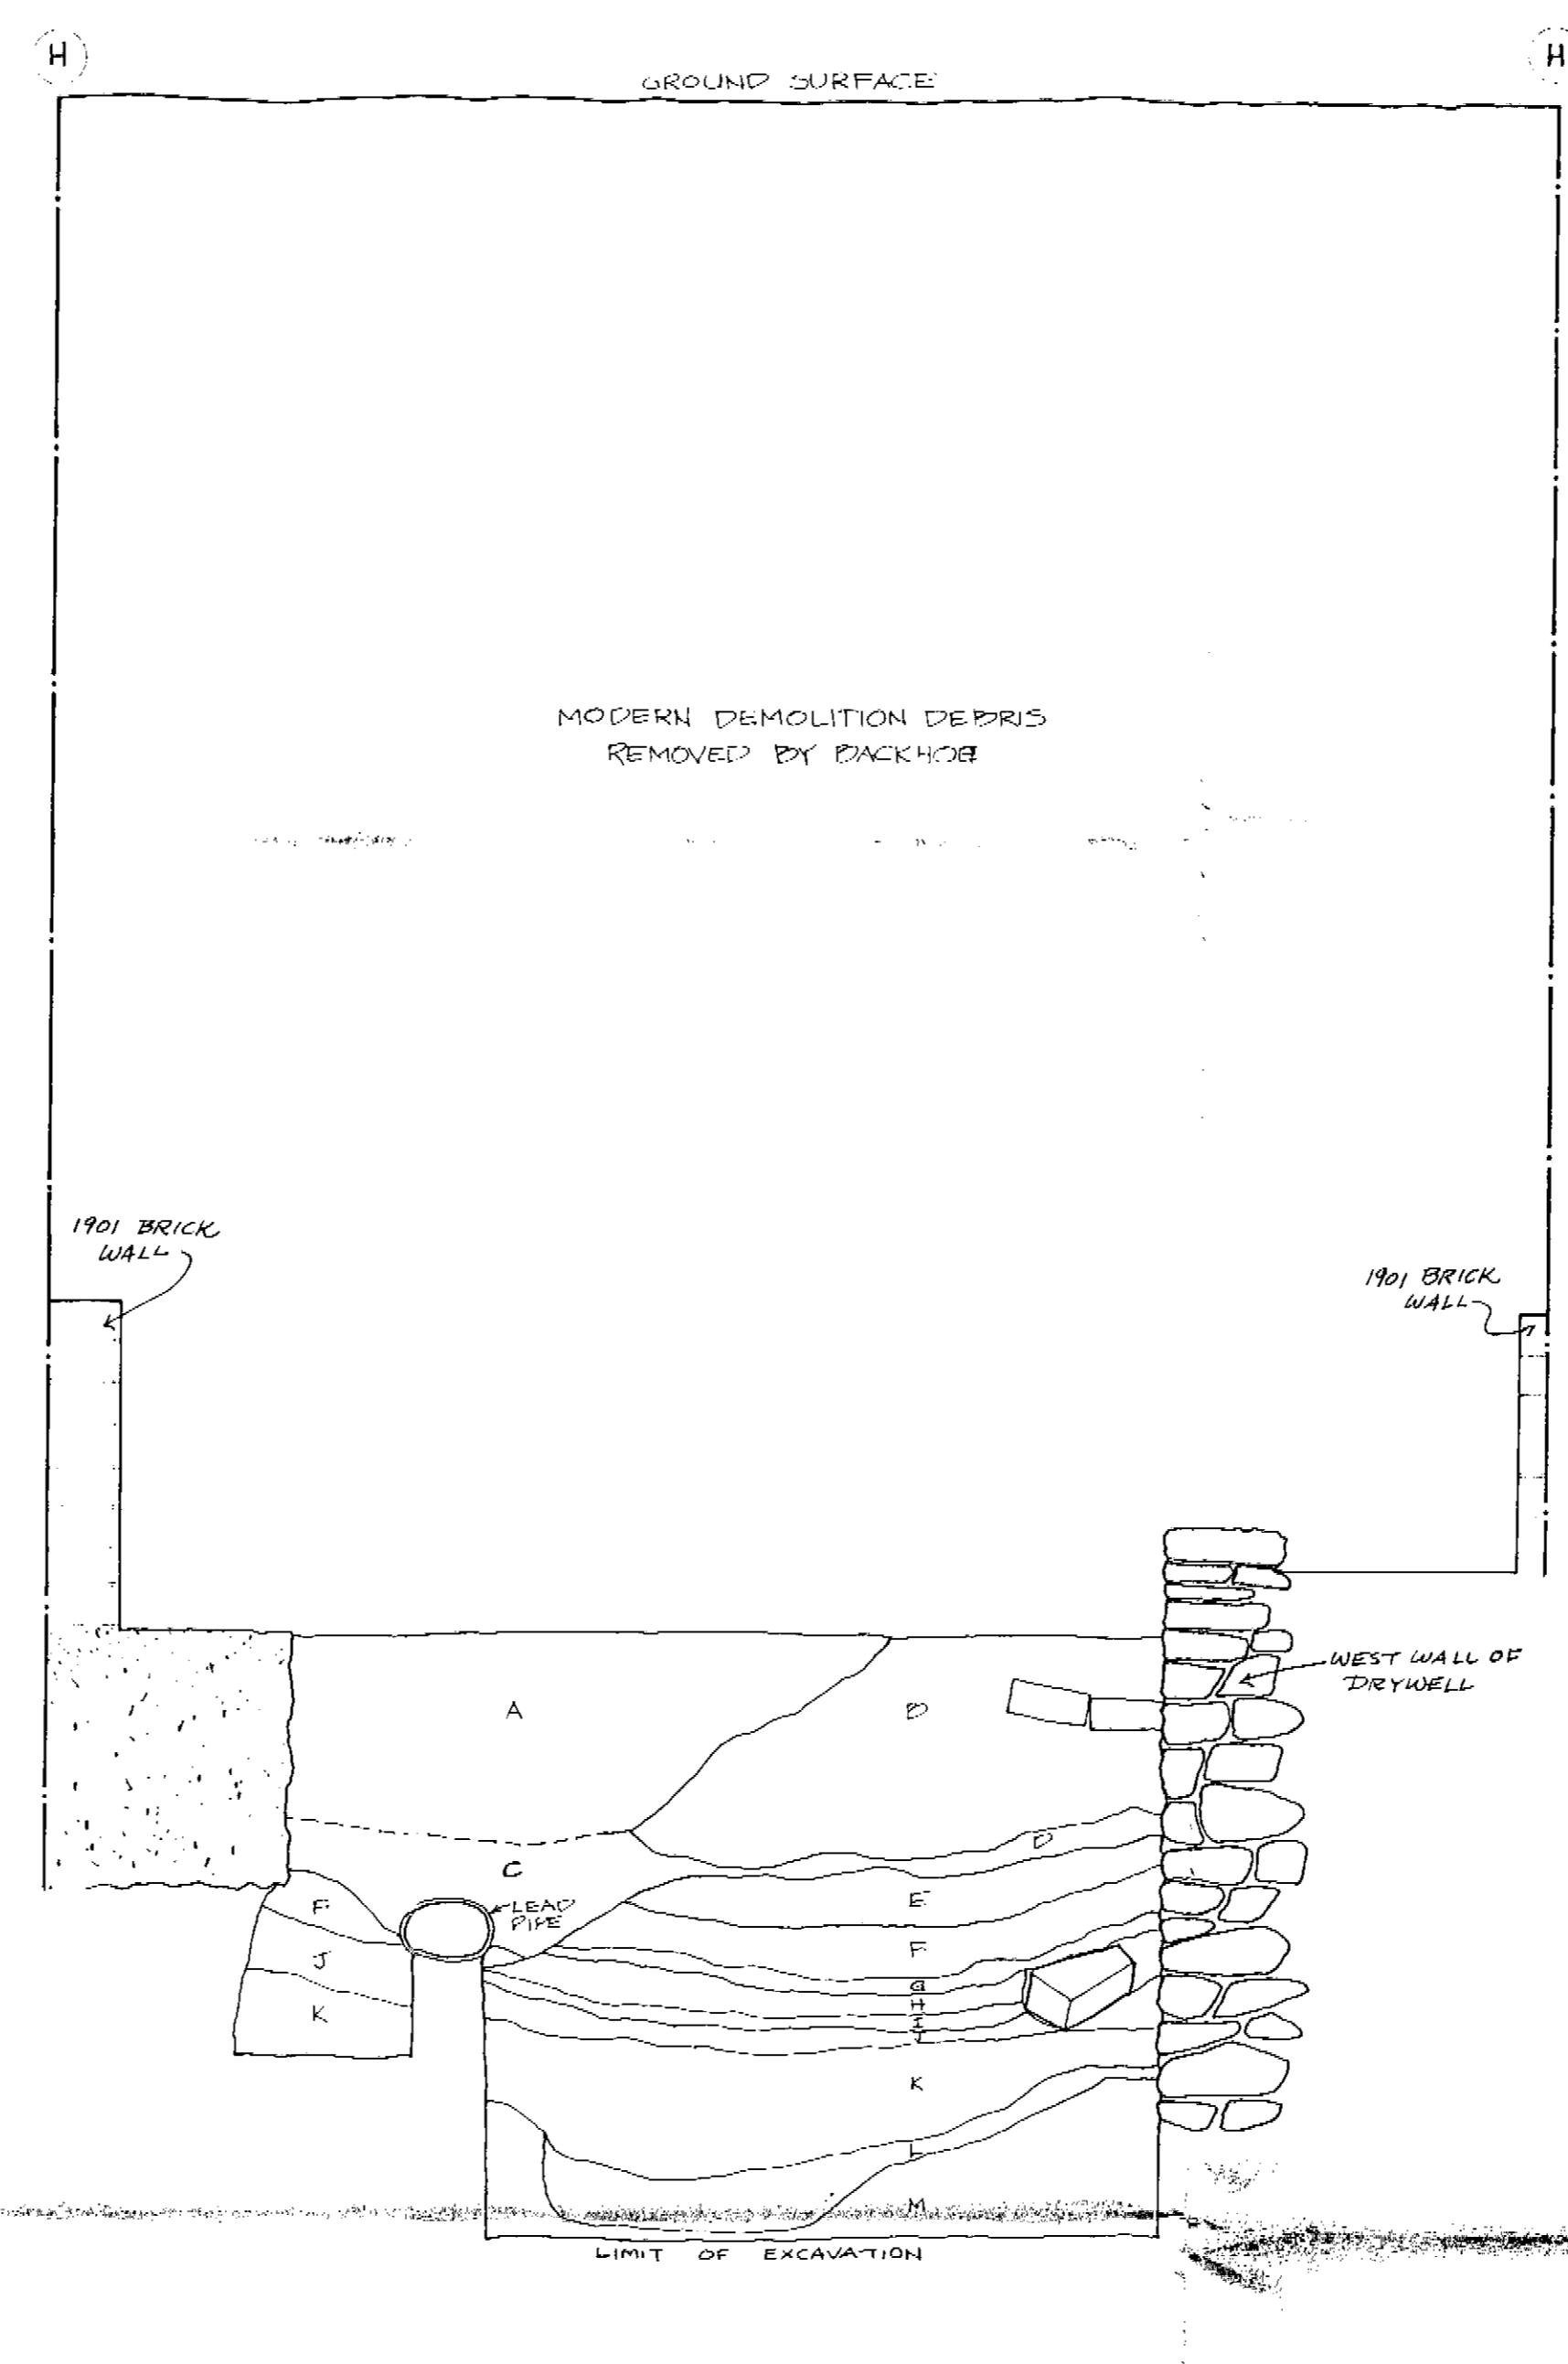 H
H
GROUND SURFACE
MODERN DEMOLITION DEBRIS
REMOVED BY BACKHOE
1901 BRICK
WALL
1901 BRICK
WALL
WEST WALL OF
DRYWELL
A
B
D
C
E
F
LEAD
PIPE
F
J
G
H
I
J
K
K
L
M
LIMIT OF EXCAVATION